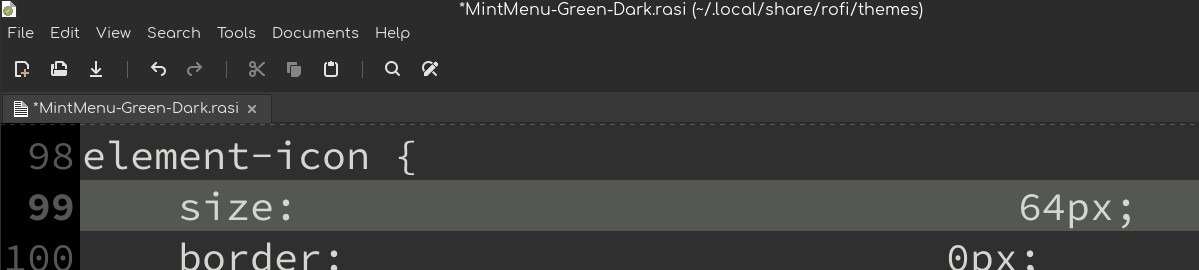 *MintMenu-Green-Dark.rasi (~/.local/share/rofi/themes)
File Edit View Search Tools Documents Help
*MintMenu-Green-Dark.rasi ×
98 element-icon {
99     size:                              64px;
100     border:                          0px;